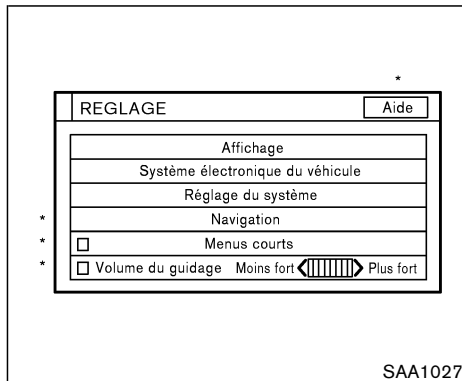 *
REGLAGE Aide
Affichage
Système électronique du véhicule
Réglage du système
* Navigation
* Menus courts
* Volume du guidage Moins fort Plus fort
SAA1027